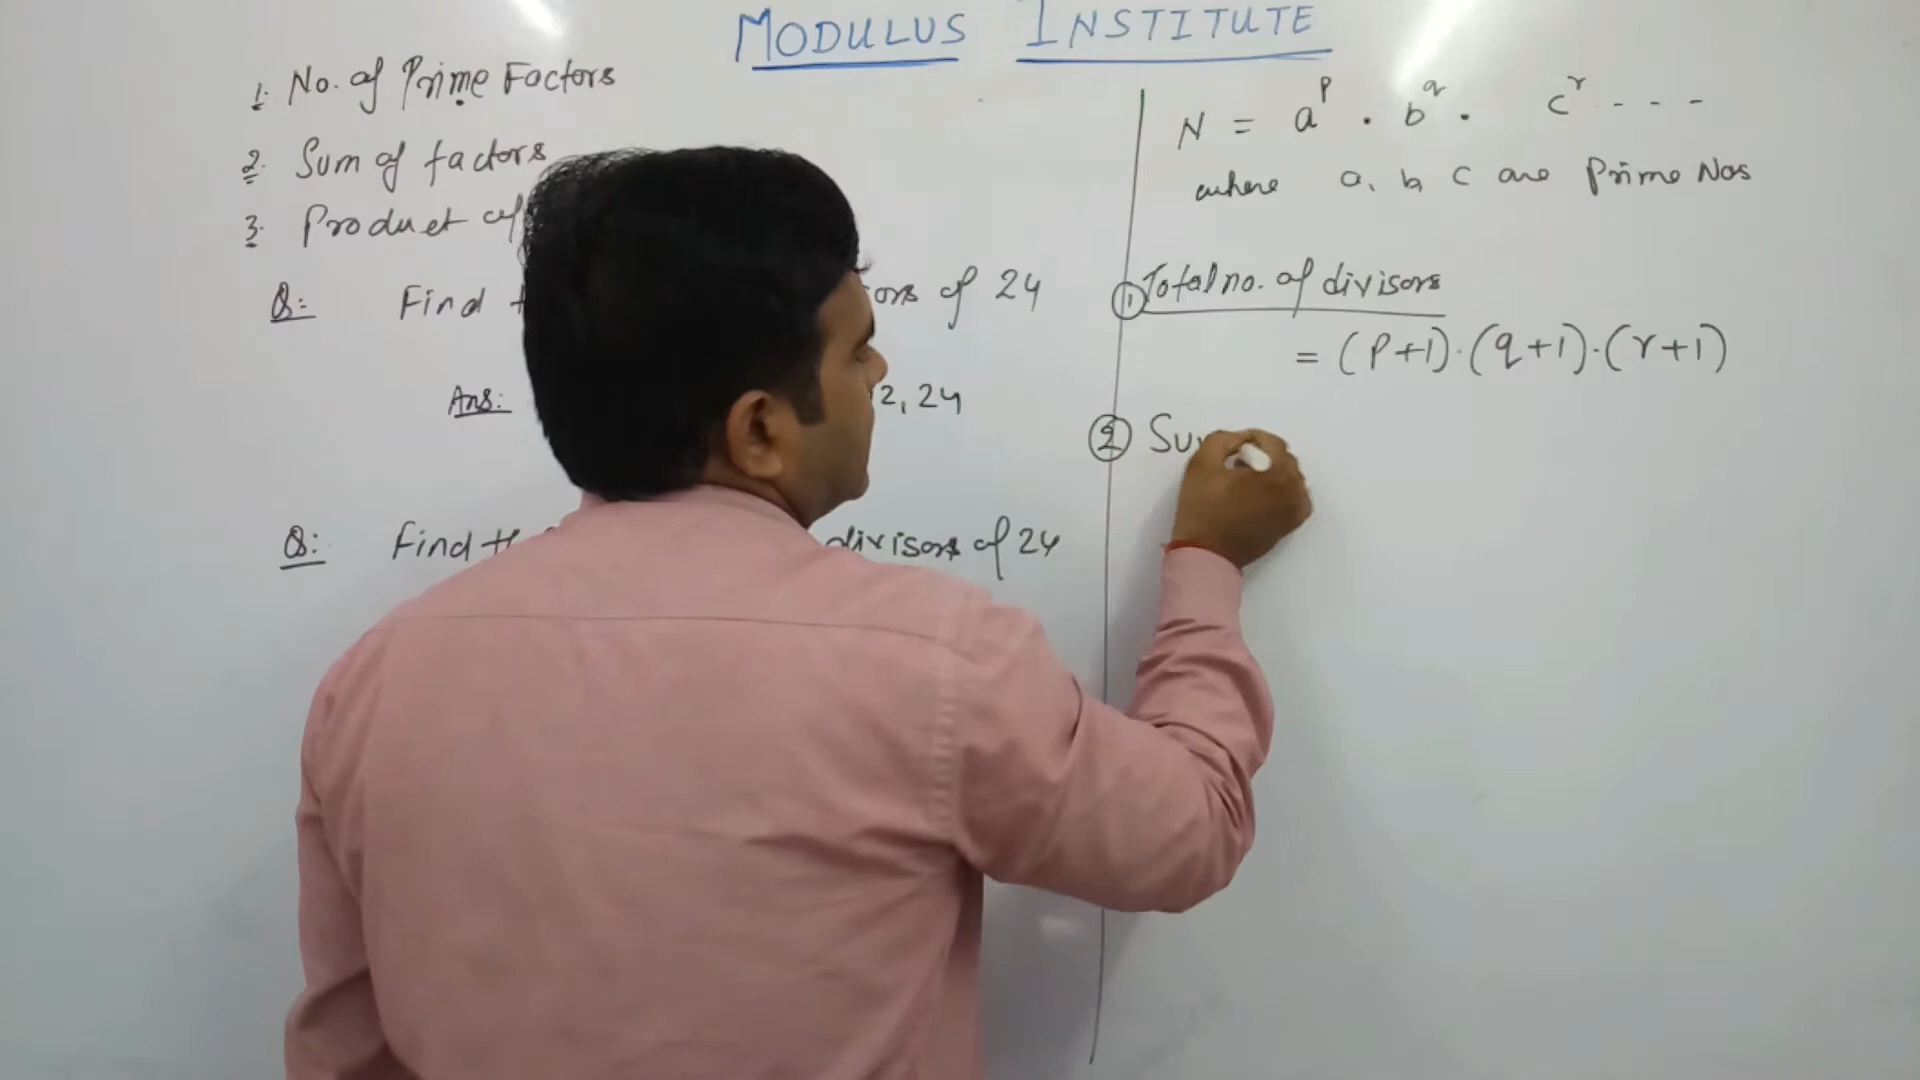 MODULUS INSTITUTE
1. No. of Prime Factors
2. Sum of factors
3. Product of
Q: Find ors of 24
Ans: 2, 24
Q: Find th divisors of 24
N = a^p . b^q . c^r - - -
where a, b, c are Prime Nos
① Total no. of divisors
= (P+1).(q+1).(r+1)
② Su